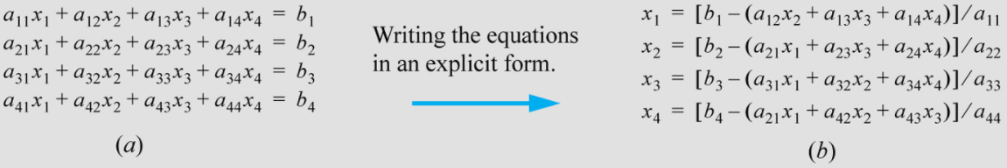 a₁₁x₁ + a₁₂x₂ + a₁₃x₃ + a₁₄x₄ = b₁
a₂₁x₁ + a₂₂x₂ + a₂₃x₃ + a₂₄x₄ = b₂
a₃₁x₁ + a₃₂x₂ + a₃₃x₃ + a₃₄x₄ = b₃
a₄₁x₁ + a₄₂x₂ + a₄₃x₃ + a₄₄x₄ = b₄
(a)
Writing the equations
in an explicit form.
x₁ = [b₁ – (a₁₂x₂ + a₁₃x₃ + a₁₄x₄)]/a₁₁
x₂ = [b₂ – (a₂₁x₁ + a₂₃x₃ + a₂₄x₄)]/a₂₂
x₃ = [b₃ – (a₃₁x₁ + a₃₂x₂ + a₃₄x₄)]/a₃₃
x₄ = [b₄ – (a₂₁x₁ + a₄₂x₂ + a₄₃x₃)]/a₄₄
(b)